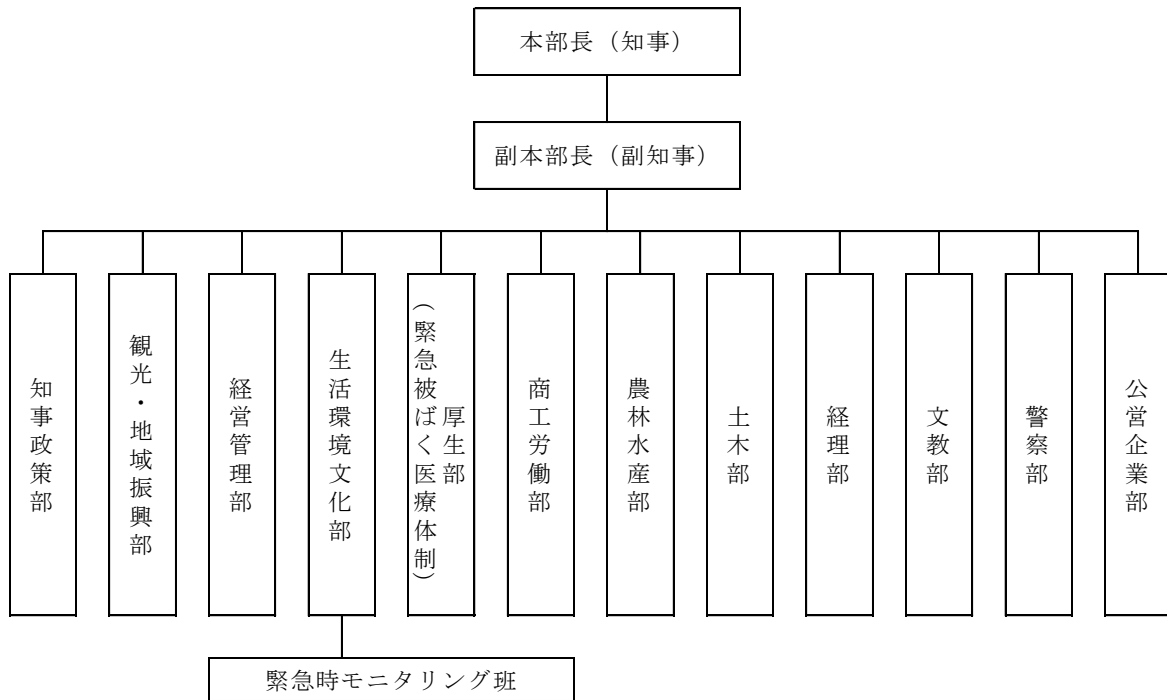 本部長（知事）
副本部長（副知事）
知事政策部
観光・地域振興部
経営管理部
生活環境文化部
厚生部
（緊急被ばく医療体制）
商工労働部
農林水産部
土木部
経理部
文教部
警察部
公営企業部
緊急時モニタリング班